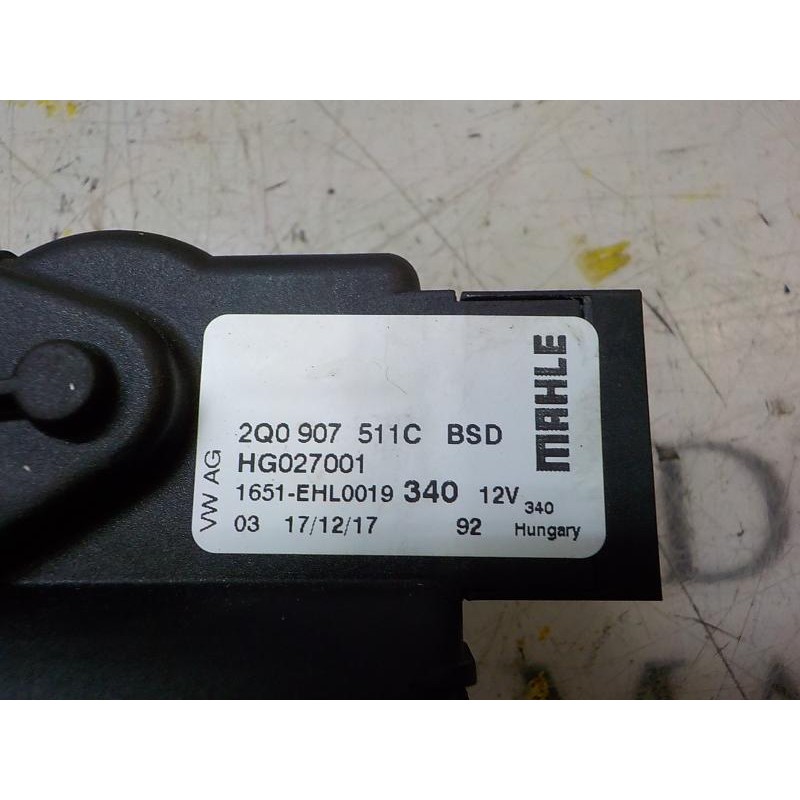 MAHLE
VW AG
2Q0 907 511C BSD
HG027001
1651-EHL0019 340 12V 340
03 17/12/17 92 Hungary